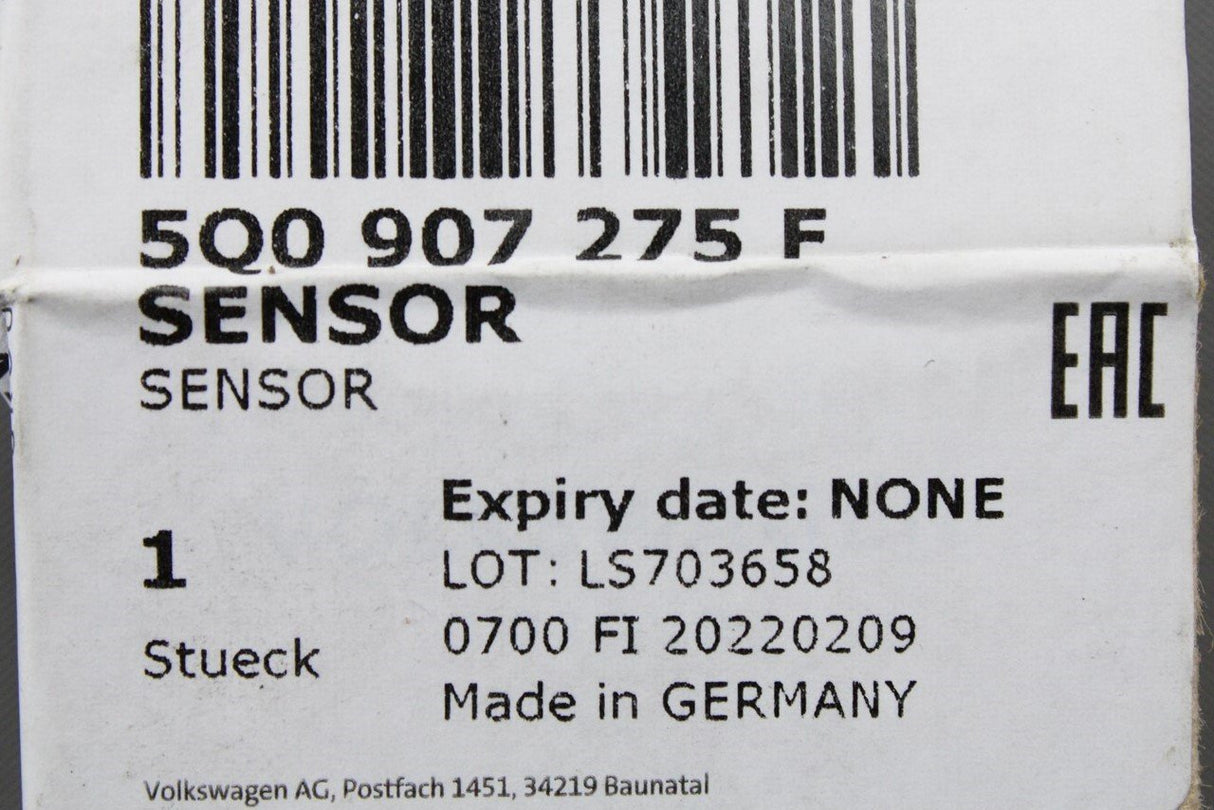 5Q0 907 275 F
SENSOR
SENSOR
EAC
Expiry date: NONE
1
LOT: LS703658
0700 FI 20220209
Stueck
Made in GERMANY
Volkswagen AG, Postfach 1451, 34219 Baunatal